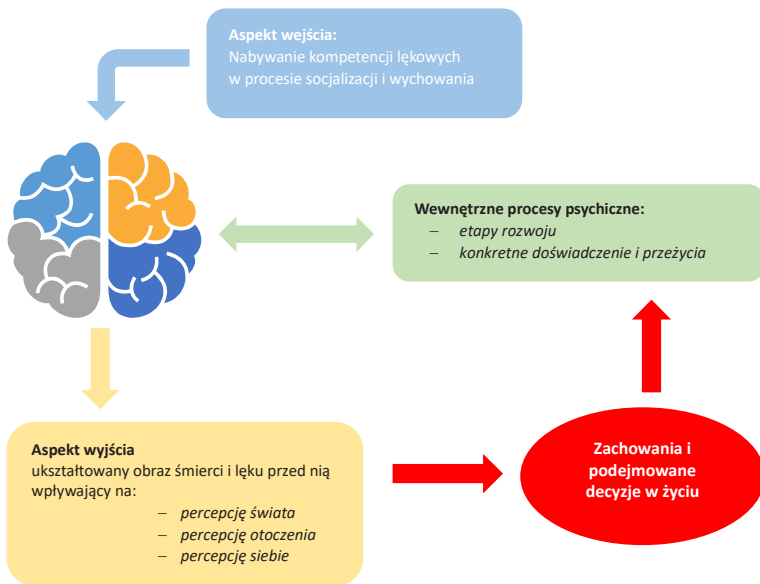 Aspekt wejścia:
Nabywanie kompetencji lękowych
w procesie socjalizacji i wychowania
Wewnętrzne procesy psychiczne:
– etapy rozwoju
– konkretne doświadczenie i przeżycia
Aspekt wyjścia
ukształtowany obraz śmierci i lęku przed nią
wpływający na:
– percepcję świata
– percepcję otoczenia
– percepcję siebie
Zachowania i
podejmowane
decyzje w życiu